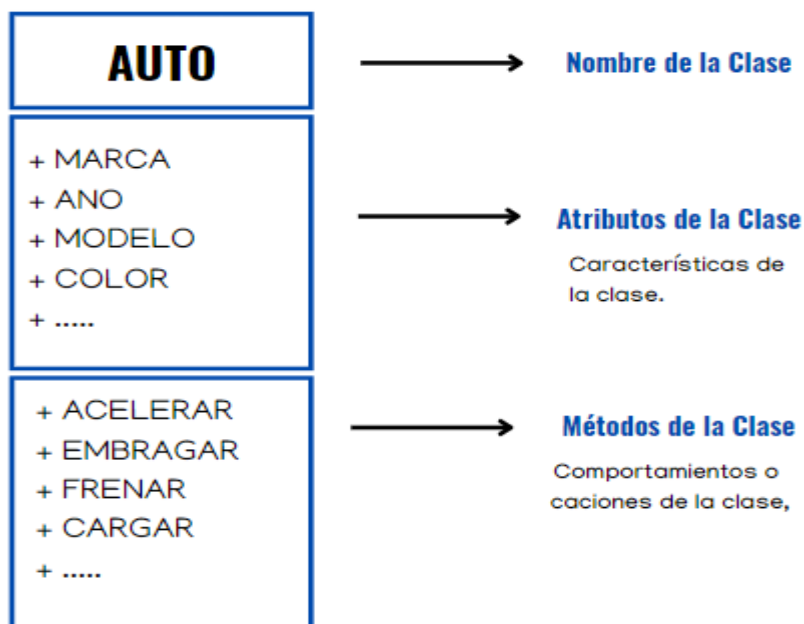 AUTO
Nombre de la Clase
+ MARCA
+ ANO
+ MODELO
+ COLOR
+ .....
Atributos de la Clase
Características de
la clase.
+ ACELERAR
+ EMBRAGAR
+ FRENAR
+ CARGAR
+ .....
Métodos de la Clase
Comportamientos o
caciones de la clase,